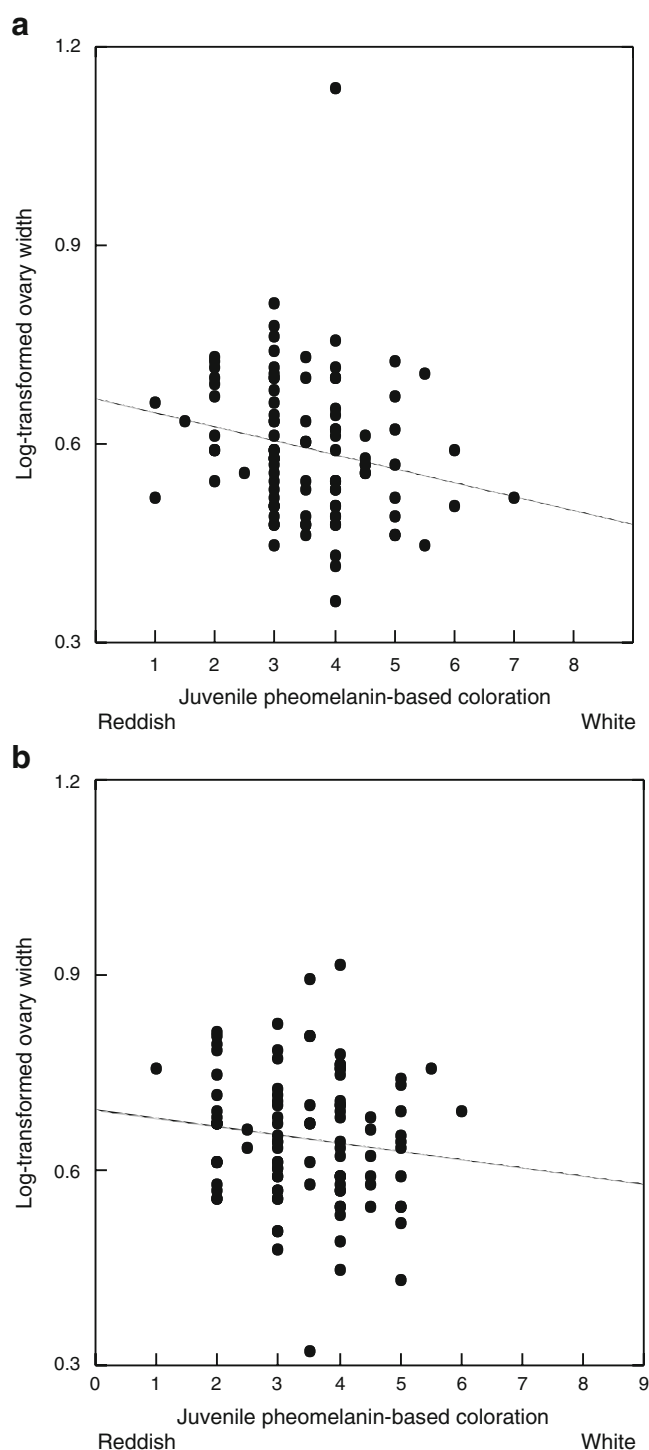 a
1.2
0.9
0.6
0.3
Log-transformed ovary width
1 2 3 4 5 6 7 8
Juvenile pheomelanin-based coloration
Reddish White
b
1.2
0.9
0.6
0.3
Log-transformed ovary width
0 1 2 3 4 5 6 7 8 9
Juvenile pheomelanin-based coloration
Reddish White